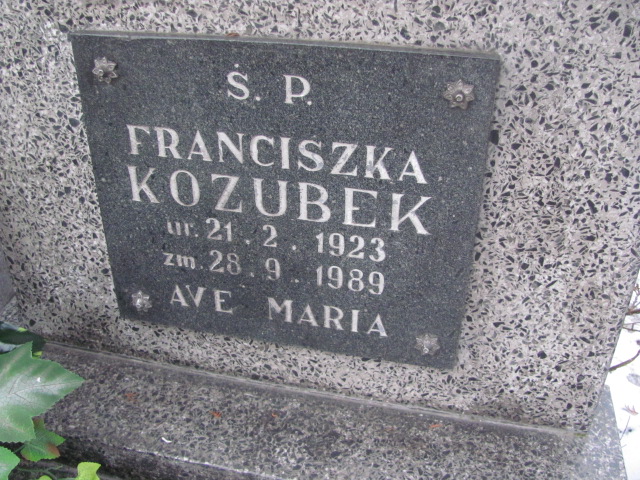 Ś. P.
FRANCISZKA
KOZUBEK
ur. 21 . 2 . 1923
zm. 28 . 9 . 1989
AVE MARIA